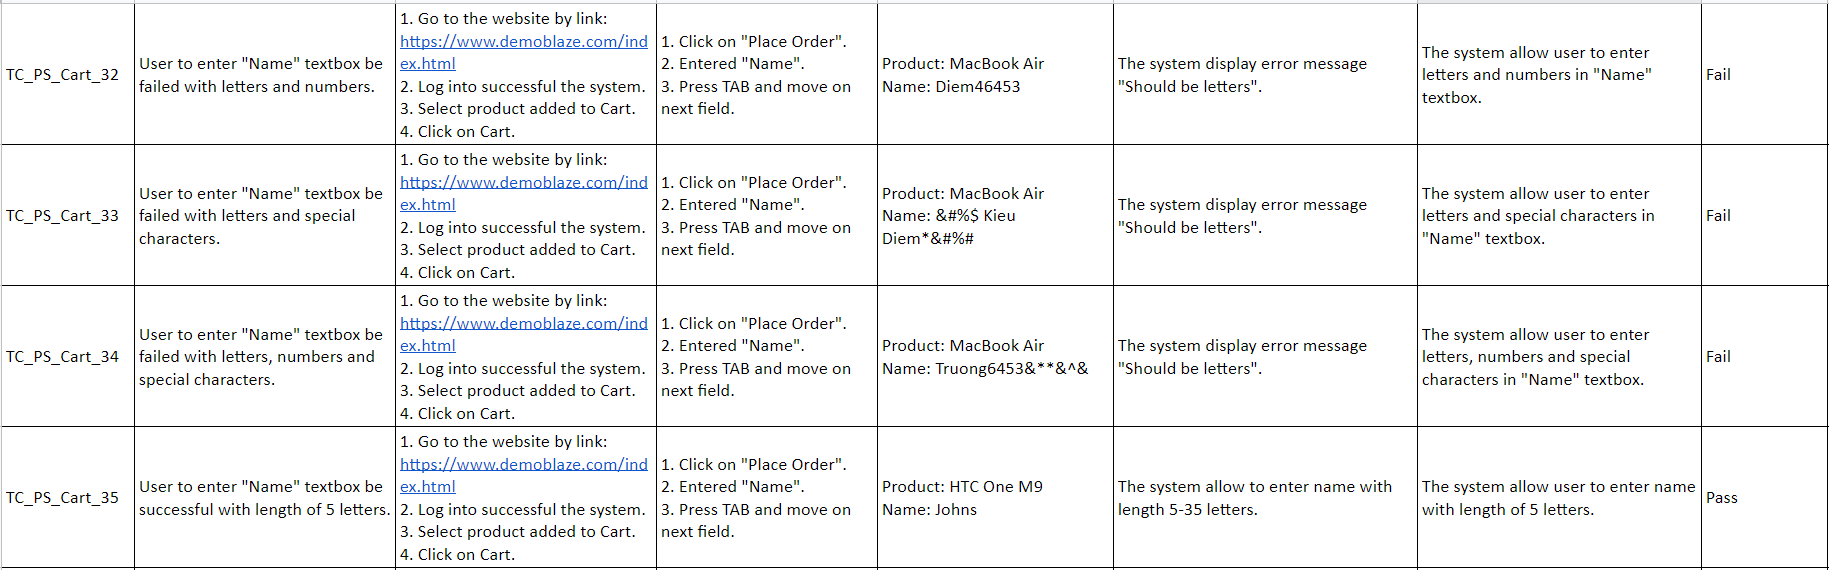 TC_PS_Cart_32
User to enter "Name" textbox be
failed with letters and numbers.
1. Go to the website by link:
https://www.demoblaze.com/ind
ex.html
2. Log into successful the system.
3. Select product added to Cart.
4. Click on Cart.
1. Click on "Place Order".
2. Entered "Name".
3. Press TAB and move on
next field.
Product: MacBook Air
Name: Diem46453
The system display error message
"Should be letters".
The system allow user to enter
letters and numbers in "Name"
textbox.
Fail
TC_PS_Cart_33
User to enter "Name" textbox be
failed with letters and special
characters.
1. Go to the website by link:
https://www.demoblaze.com/ind
ex.html
2. Log into successful the system.
3. Select product added to Cart.
4. Click on Cart.
1. Click on "Place Order".
2. Entered "Name".
3. Press TAB and move on
next field.
Product: MacBook Air
Name: &#%$ Kieu
Diem*&#%#
The system display error message
"Should be letters".
The system allow user to enter
letters and special characters in
"Name" textbox.
Fail
TC_PS_Cart_34
User to enter "Name" textbox be
failed with letters, numbers and
special characters.
1. Go to the website by link:
https://www.demoblaze.com/ind
ex.html
2. Log into successful the system.
3. Select product added to Cart.
4. Click on Cart.
1. Click on "Place Order".
2. Entered "Name".
3. Press TAB and move on
next field.
Product: MacBook Air
Name: Truong6453&**&^&
The system display error message
"Should be letters".
The system allow user to enter
letters, numbers and special
characters in "Name" textbox.
Fail
TC_PS_Cart_35
User to enter "Name" textbox be
successful with length of 5 letters.
1. Go to the website by link:
https://www.demoblaze.com/ind
ex.html
2. Log into successful the system.
3. Select product added to Cart.
4. Click on Cart.
1. Click on "Place Order".
2. Entered "Name".
3. Press TAB and move on
next field.
Product: HTC One M9
Name: Johns
The system allow to enter name with
length 5-35 letters.
The system allow user to enter name
with length of 5 letters.
Pass